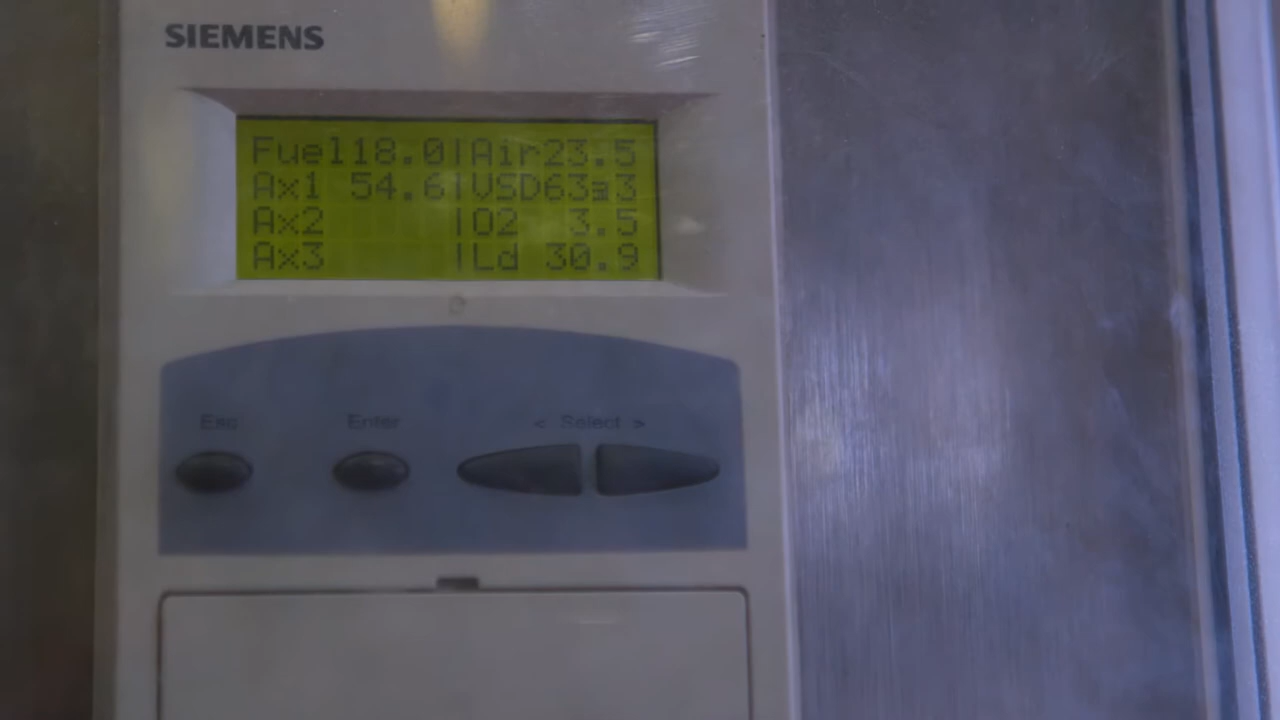 SIEMENS
Fuel18.0|Air23.5
Ax1 54.6|VSD63.3
Ax2 |O2 3.5
Ax3 |Ld 30.9
Esc Enter < Select >